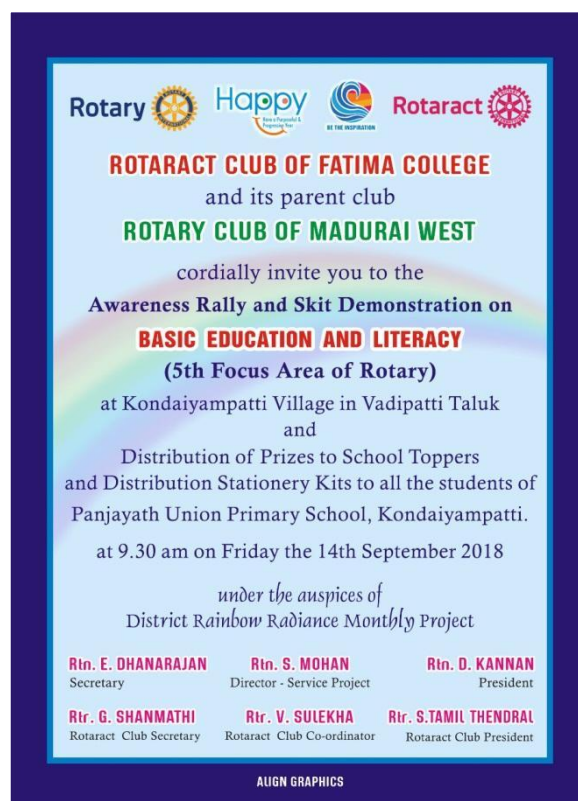 Rotary
Happy
Have a Purposeful &
Progressing Year
BE THE INSPIRATION
Rotaract
ROTARACT CLUB OF FATIMA COLLEGE
and its parent club
ROTARY CLUB OF MADURAI WEST
cordially invite you to the
Awareness Rally and Skit Demonstration on
BASIC EDUCATION AND LITERACY
(5th Focus Area of Rotary)
at Kondaiyampatti Village in Vadipatti Taluk
and
Distribution of Prizes to School Toppers
and Distribution Stationery Kits to all the students of
Panjayath Union Primary School, Kondaiyampatti.
at 9.30 am on Friday the 14th September 2018
under the auspices of
District Rainbow Radiance Monthly Project
Rtn. E. DHANARAJAN Rtn. S. MOHAN Rtn. D. KANNAN
Secretary Director - Service Project President
Rtr. G. SHANMATHI Rtr. V. SULEKHA Rtr. S.TAMIL THENDRAL
Rotaract Club Secretary Rotaract Club Co-ordinator Rotaract Club President
ALIGN GRAPHICS